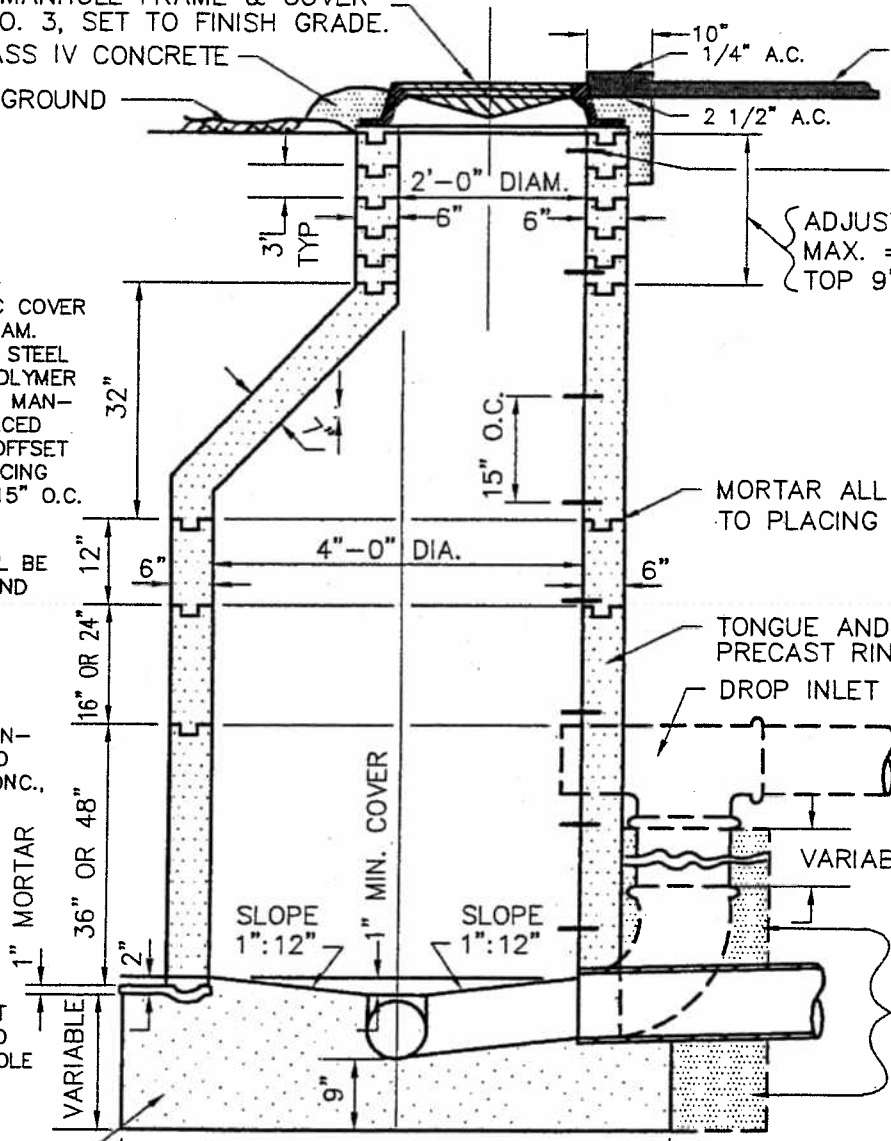 MANHOLE FRAME & COVER
O. 3, SET TO FINISH GRADE.
ASS IV CONCRETE
GROUND
10"
1/4" A.C.
2 1/2" A.C.
2'-0" DIAM.
6"
6"
3"
TYP
ADJUS
MAX. =
TOP 9'
C COVER
AM.
STEEL
OLYMER
MAN-
CED
OFFSET
CING
15" O.C.
32"
7"
15" O.C.
MORTAR ALL
TO PLACING
L BE
ND
12"
6"
4"-0" DIA.
6"
16" OR 24"
TONGUE AND
PRECAST RIN
DROP INLET
N-
O
ONC.,
1" MORTAR
36" OR 48"
1" MIN. COVER
VARIAB
SLOPE
1":12"
SLOPE
1":12"
2"
T
O
OLE
VARIABLE
9"